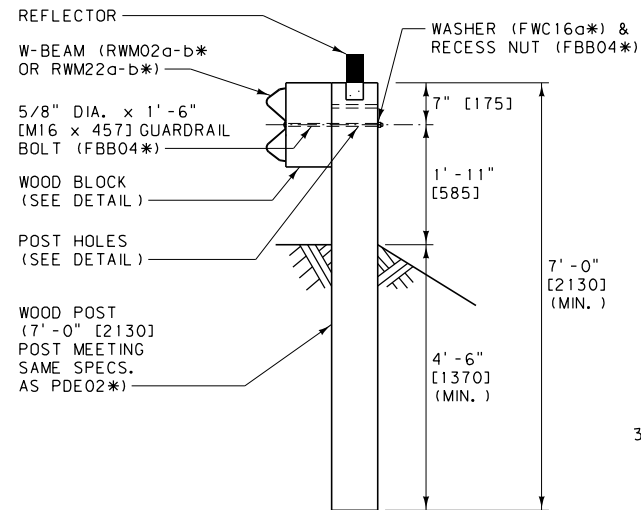 REFLECTOR
W-BEAM (RWM02a-b*
OR RWM22a-b*)
5/8" DIA. x 1'-6"
[M16 x 457] GUARDRAIL
BOLT (FBB04*)
WOOD BLOCK
(SEE DETAIL)
POST HOLES
(SEE DETAIL)
WOOD POST
(7'-0" [2130]
POST MEETING
SAME SPECS.
AS PDE02*)
WASHER (FWC16a*) &
RECESS NUT (FBB04*)
7" [175]
1'-11"
[585]
7'-0"
[2130]
(MIN.)
4'-6"
[1370]
(MIN.)
3